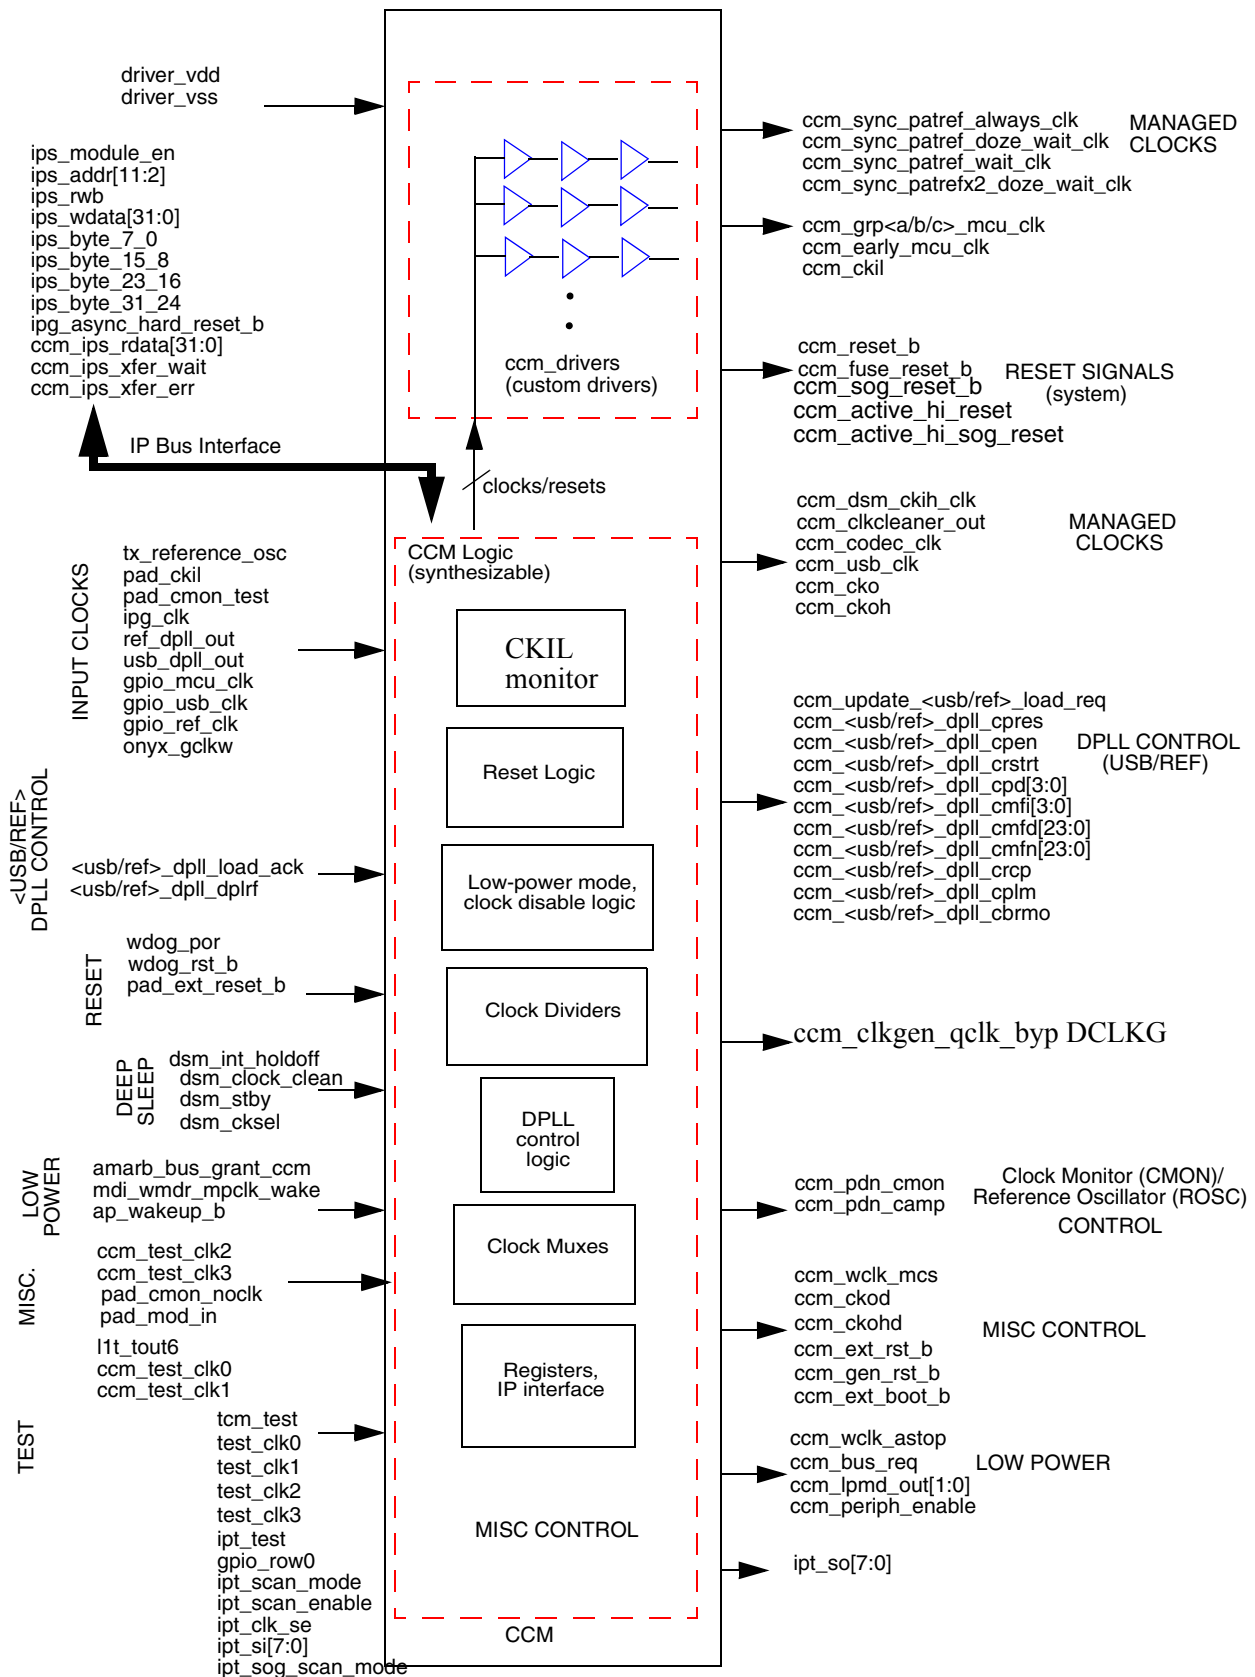 driver_vdd
driver_vss
ips_module_en
ips_addr[11:2]
ips_rwb
ips_wdata[31:0]
ips_byte_7_0
ips_byte_15_8
ips_byte_23_16
ips_byte_31_24
ipg_async_hard_reset_b
ccm_ips_rdata[31:0]
ccm_ips_xfer_wait
ccm_ips_xfer_err
IP Bus Interface
INPUT CLOCKS
tx_reference_osc
pad_ckil
pad_cmon_test
ipg_clk
ref_dpll_out
usb_dpll_out
gpio_mcu_clk
gpio_usb_clk
gpio_ref_clk
onyx_gclkw
<USB/REF>
DPLL CONTROL
<usb/ref>_dpll_load_ack
<usb/ref>_dpll_dplrf
RESET
wdog_por
wdog_rst_b
pad_ext_reset_b
DEEP
SLEEP
dsm_int_holdoff
dsm_clock_clean
dsm_stby
dsm_cksel
LOW
POWER
amarb_bus_grant_ccm
mdi_wmdr_mpclk_wake
ap_wakeup_b
MISC.
ccm_test_clk2
ccm_test_clk3
pad_cmon_noclk
pad_mod_in
l1t_tout6
ccm_test_clk0
ccm_test_clk1
TEST
tcm_test
test_clk0
test_clk1
test_clk2
test_clk3
ipt_test
gpio_row0
ipt_scan_mode
ipt_scan_enable
ipt_clk_se
ipt_si[7:0]
ipt_sog_scan_mode
ccm_drivers
(custom drivers)
clocks/resets
CCM Logic
(synthesizable)
CKIL
monitor
Reset Logic
Low-power mode,
clock disable logic
Clock Dividers
DPLL
control
logic
Clock Muxes
Registers,
IP interface
MISC CONTROL
CCM
ccm_sync_patref_always_clk
ccm_sync_patref_doze_wait_clk
ccm_sync_patref_wait_clk
ccm_sync_patrefx2_doze_wait_clk
MANAGED
CLOCKS
ccm_grp<a/b/c>_mcu_clk
ccm_early_mcu_clk
ccm_ckil
ccm_reset_b
ccm_fuse_reset_b
ccm_sog_reset_b
ccm_active_hi_reset
ccm_active_hi_sog_reset
RESET SIGNALS
(system)
ccm_dsm_ckih_clk
ccm_clkcleaner_out
ccm_codec_clk
ccm_usb_clk
ccm_cko
ccm_ckoh
MANAGED
CLOCKS
ccm_update_<usb/ref>_load_req
ccm_<usb/ref>_dpll_cpres
ccm_<usb/ref>_dpll_cpen
ccm_<usb/ref>_dpll_crstrt
ccm_<usb/ref>_dpll_cpd[3:0]
ccm_<usb/ref>_dpll_cmfi[3:0]
ccm_<usb/ref>_dpll_cmfd[23:0]
ccm_<usb/ref>_dpll_cmfn[23:0]
ccm_<usb/ref>_dpll_crcp
ccm_<usb/ref>_dpll_cplm
ccm_<usb/ref>_dpll_cbrmo
DPLL CONTROL
(USB/REF)
ccm_clkgen_qclk_byp DCLKG
ccm_pdn_cmon
ccm_pdn_camp
Clock Monitor (CMON)/
Reference Oscillator (ROSC)
CONTROL
ccm_wclk_mcs
ccm_ckod
ccm_ckohd
ccm_ext_rst_b
ccm_gen_rst_b
ccm_ext_boot_b
MISC CONTROL
ccm_wclk_astop
ccm_bus_req
ccm_lpmd_out[1:0]
ccm_periph_enable
LOW POWER
ipt_so[7:0]